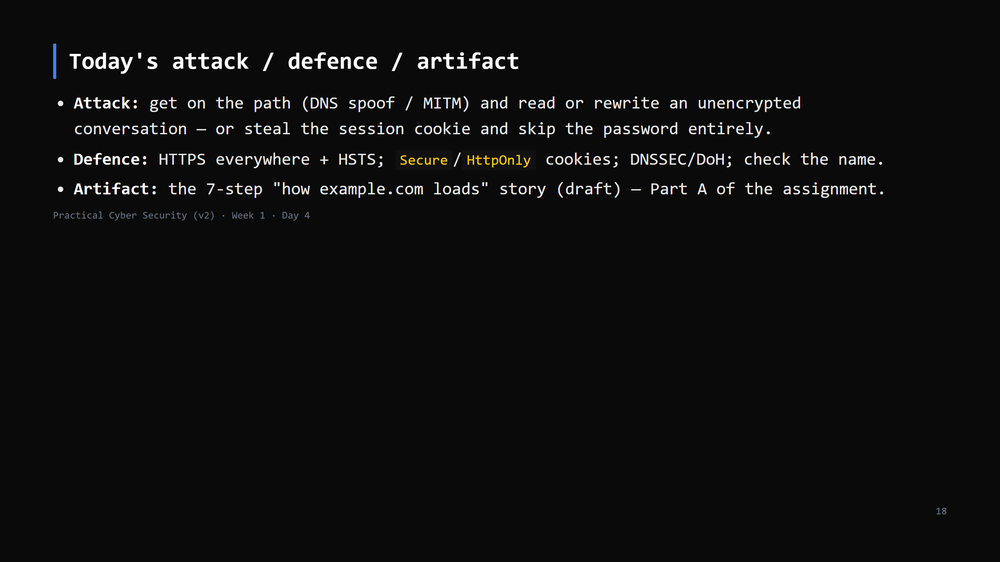 Today's attack / defence / artifact
• Attack: get on the path (DNS spoof / MITM) and read or rewrite an unencrypted
conversation — or steal the session cookie and skip the password entirely.
• Defence: HTTPS everywhere + HSTS; Secure/HttpOnly cookies; DNSSEC/DoH; check the name.
• Artifact: the 7-step "how example.com loads" story (draft) — Part A of the assignment.
Practical Cyber Security (v2) · Week 1 · Day 4
18